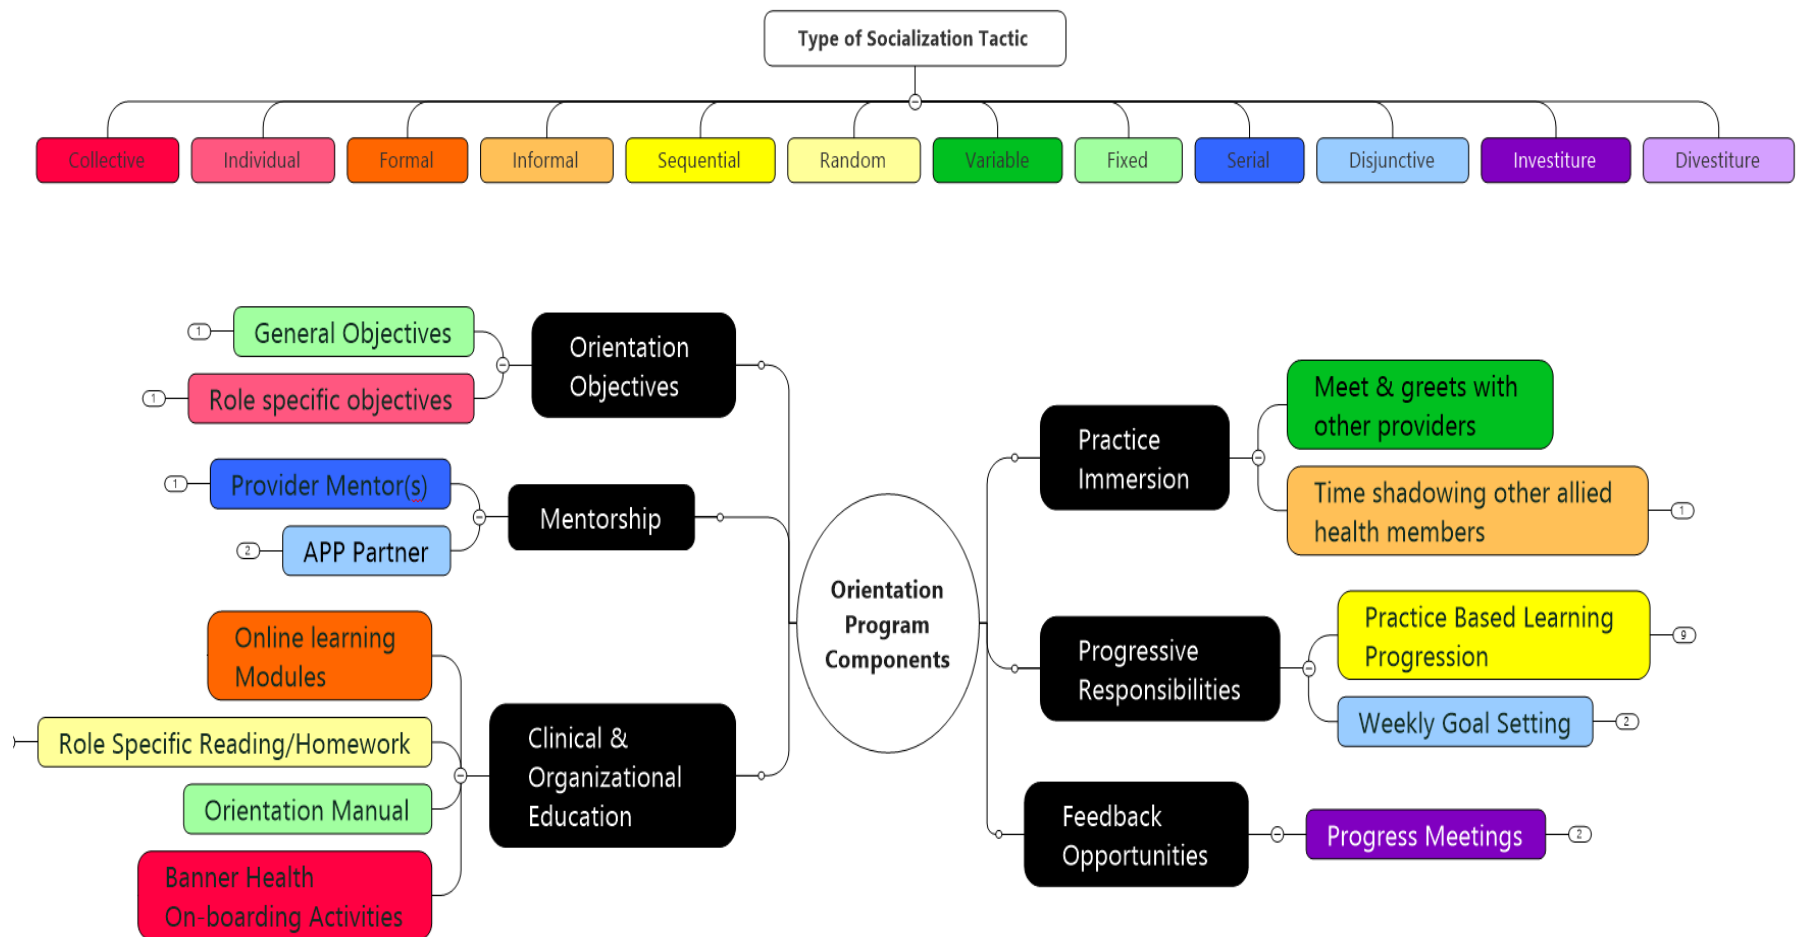 Type of Socialization Tactic
Collective
Individual
Formal
Informal
Sequential
Random
Variable
Fixed
Serial
Disjunctive
Investiture
Divestiture
1
General Objectives
1
Role specific objectives
Orientation
Objectives
1
Provider Mentor(s)
2
APP Partner
Mentorship
Online learning
Modules
Role Specific Reading/Homework
Orientation Manual
Banner Health
On-boarding Activities
Clinical &
Organizational
Education
Orientation
Program
Components
Practice
Immersion
Meet & greets with
other providers
Time shadowing other allied
health members
1
Progressive
Responsibilities
Practice Based Learning
Progression
9
Weekly Goal Setting
2
Feedback
Opportunities
Progress Meetings
2